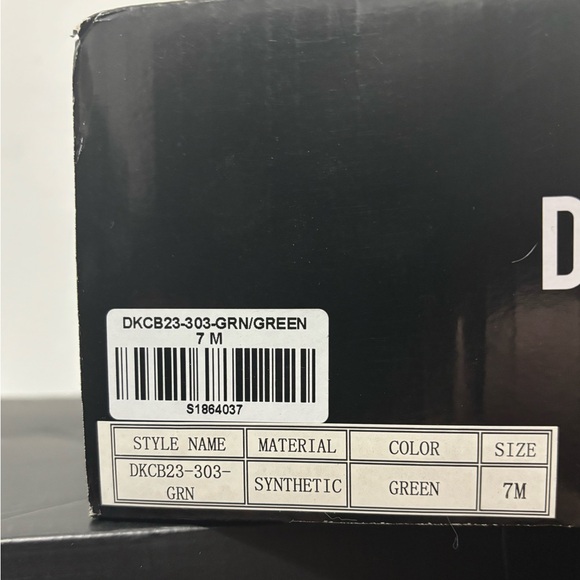 D
DKCB23-303-GRN/GREEN
7 M
S1864037
STYLE NAME MATERIAL COLOR SIZE
DKCB23-303-
GRN SYNTHETIC GREEN 7M